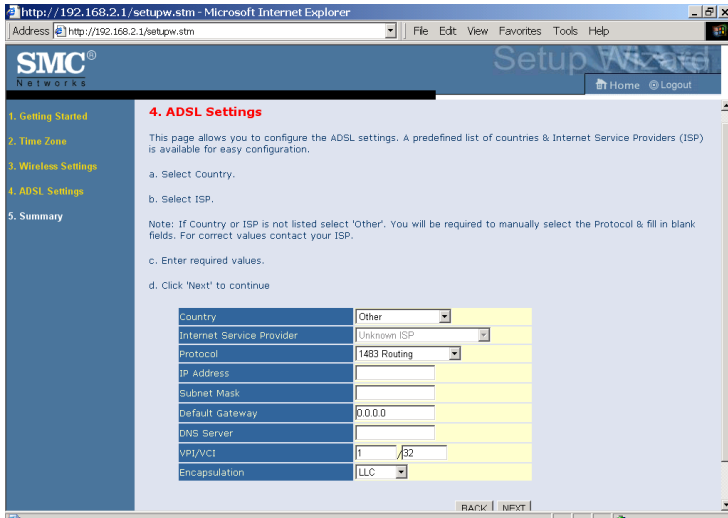 http://192.168.2.1/setupw.stm - Microsoft Internet Explorer
Address http://192.168.2.1/setupw.stm File Edit View Favorites Tools Help
SMC®
Networks
Setup Wizard
Home Logout
1. Getting Started
2. Time Zone
3. Wireless Settings
4. ADSL Settings
5. Summary
4. ADSL Settings
This page allows you to configure the ADSL settings. A predefined list of countries & Internet Service Providers (ISP)
is available for easy configuration.
a. Select Country.
b. Select ISP.
Note: If Country or ISP is not listed select 'Other'. You will be required to manually select the Protocol & fill in blank
fields. For correct values contact your ISP.
c. Enter required values.
d. Click 'Next' to continue
Country Other
Internet Service Provider Unknown ISP
Protocol 1483 Routing
IP Address
Subnet Mask
Default Gateway 0.0.0.0
DNS Server
VPI/VCI 1 /32
Encapsulation LLC
BACK NEXT